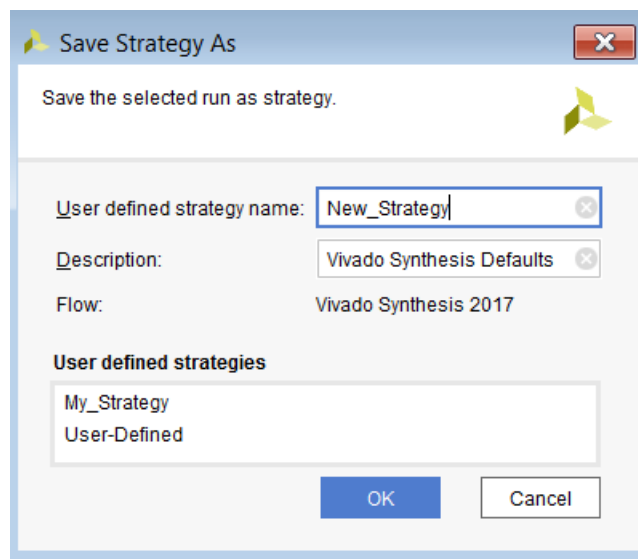 Save Strategy As
Save the selected run as strategy.
User defined strategy name: New_Strategy
Description: Vivado Synthesis Defaults
Flow: Vivado Synthesis 2017
User defined strategies
My_Strategy
User-Defined
OK Cancel